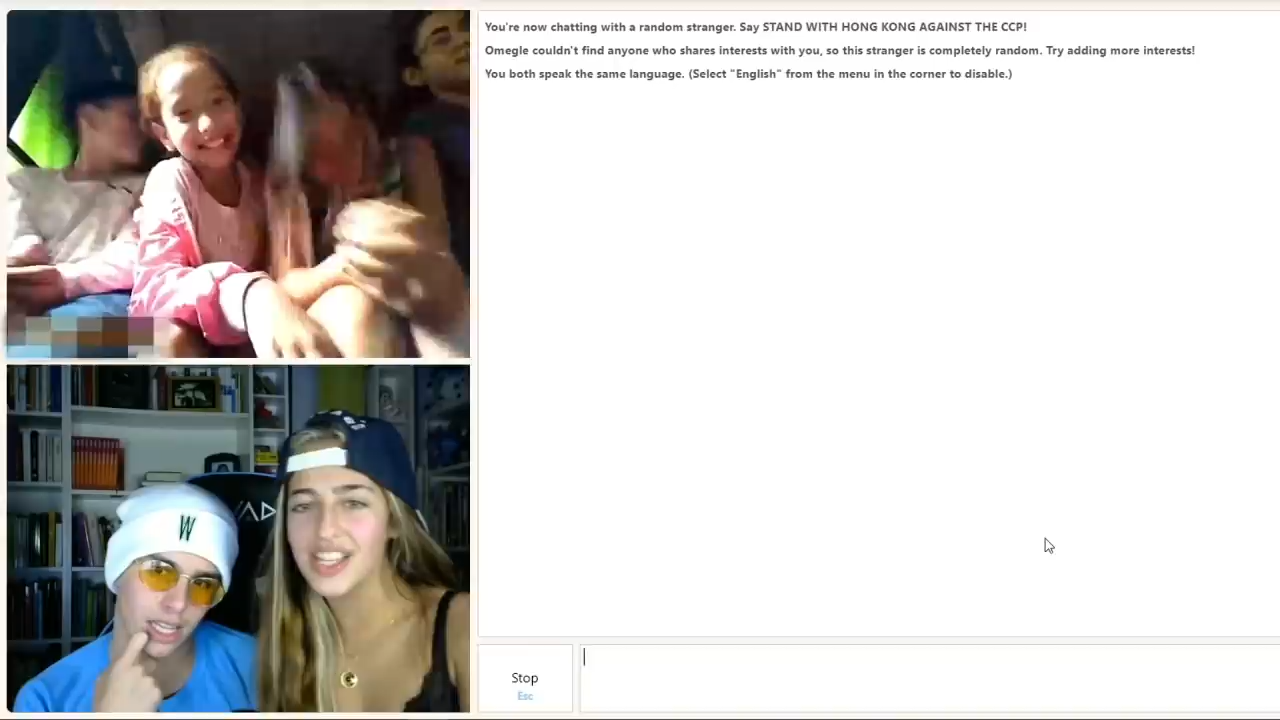 You're now chatting with a random stranger. Say STAND WITH HONG KONG AGAINST THE CCP!
Omegle couldn't find anyone who shares interests with you, so this stranger is completely random. Try adding more interests!
You both speak the same language. (Select "English" from the menu in the corner to disable.)
W
Stop
Esc